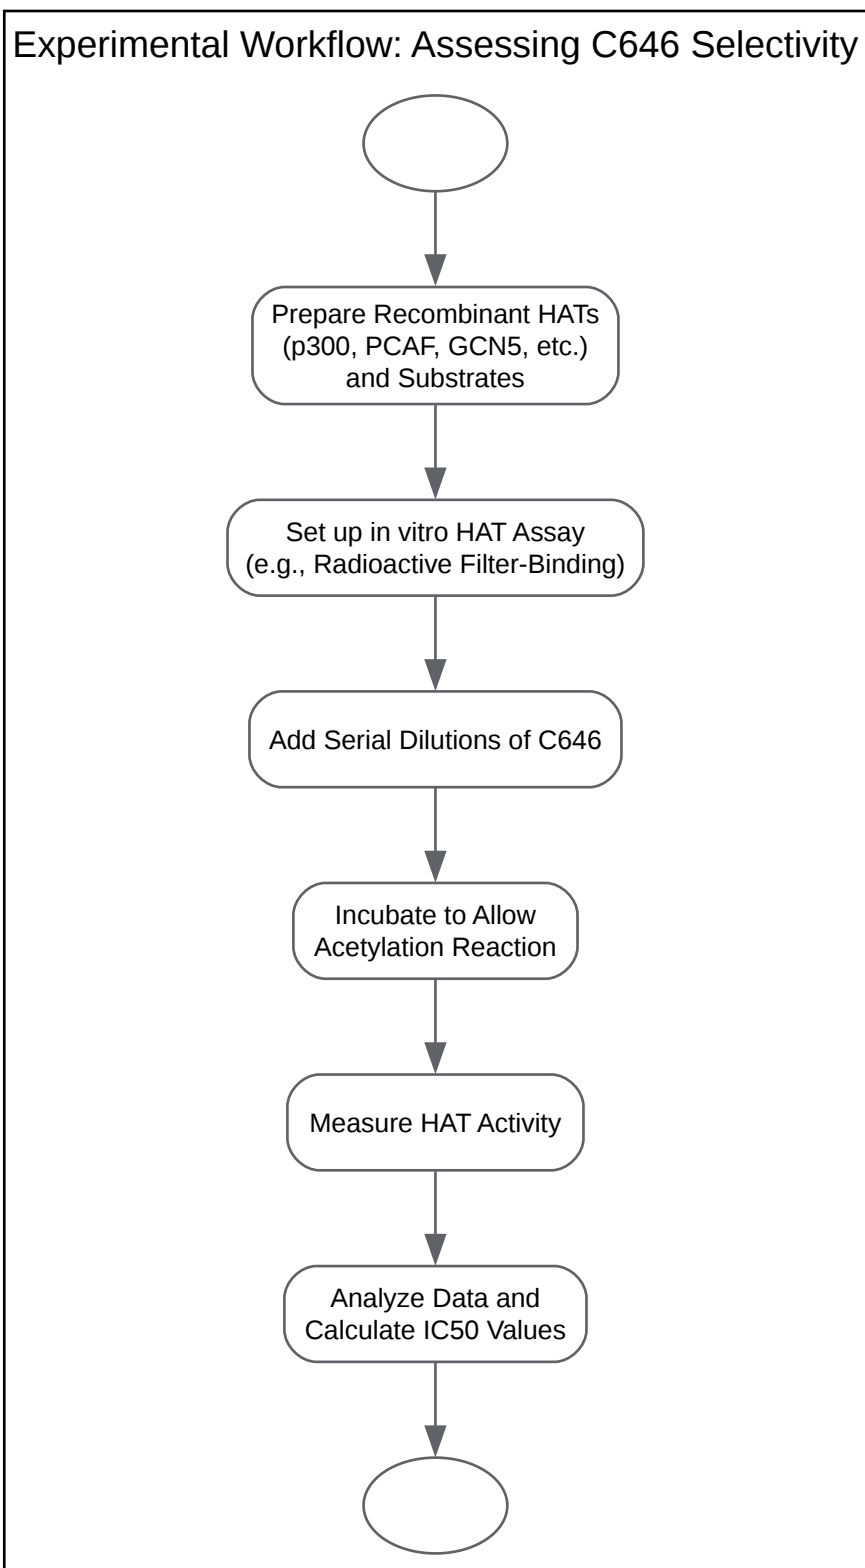 Experimental Workflow: Assessing C646 Selectivity
Prepare Recombinant HATs
(p300, PCAF, GCN5, etc.)
and Substrates
Set up in vitro HAT Assay
(e.g., Radioactive Filter-Binding)
Add Serial Dilutions of C646
Incubate to Allow
Acetylation Reaction
Measure HAT Activity
Analyze Data and
Calculate IC50 Values